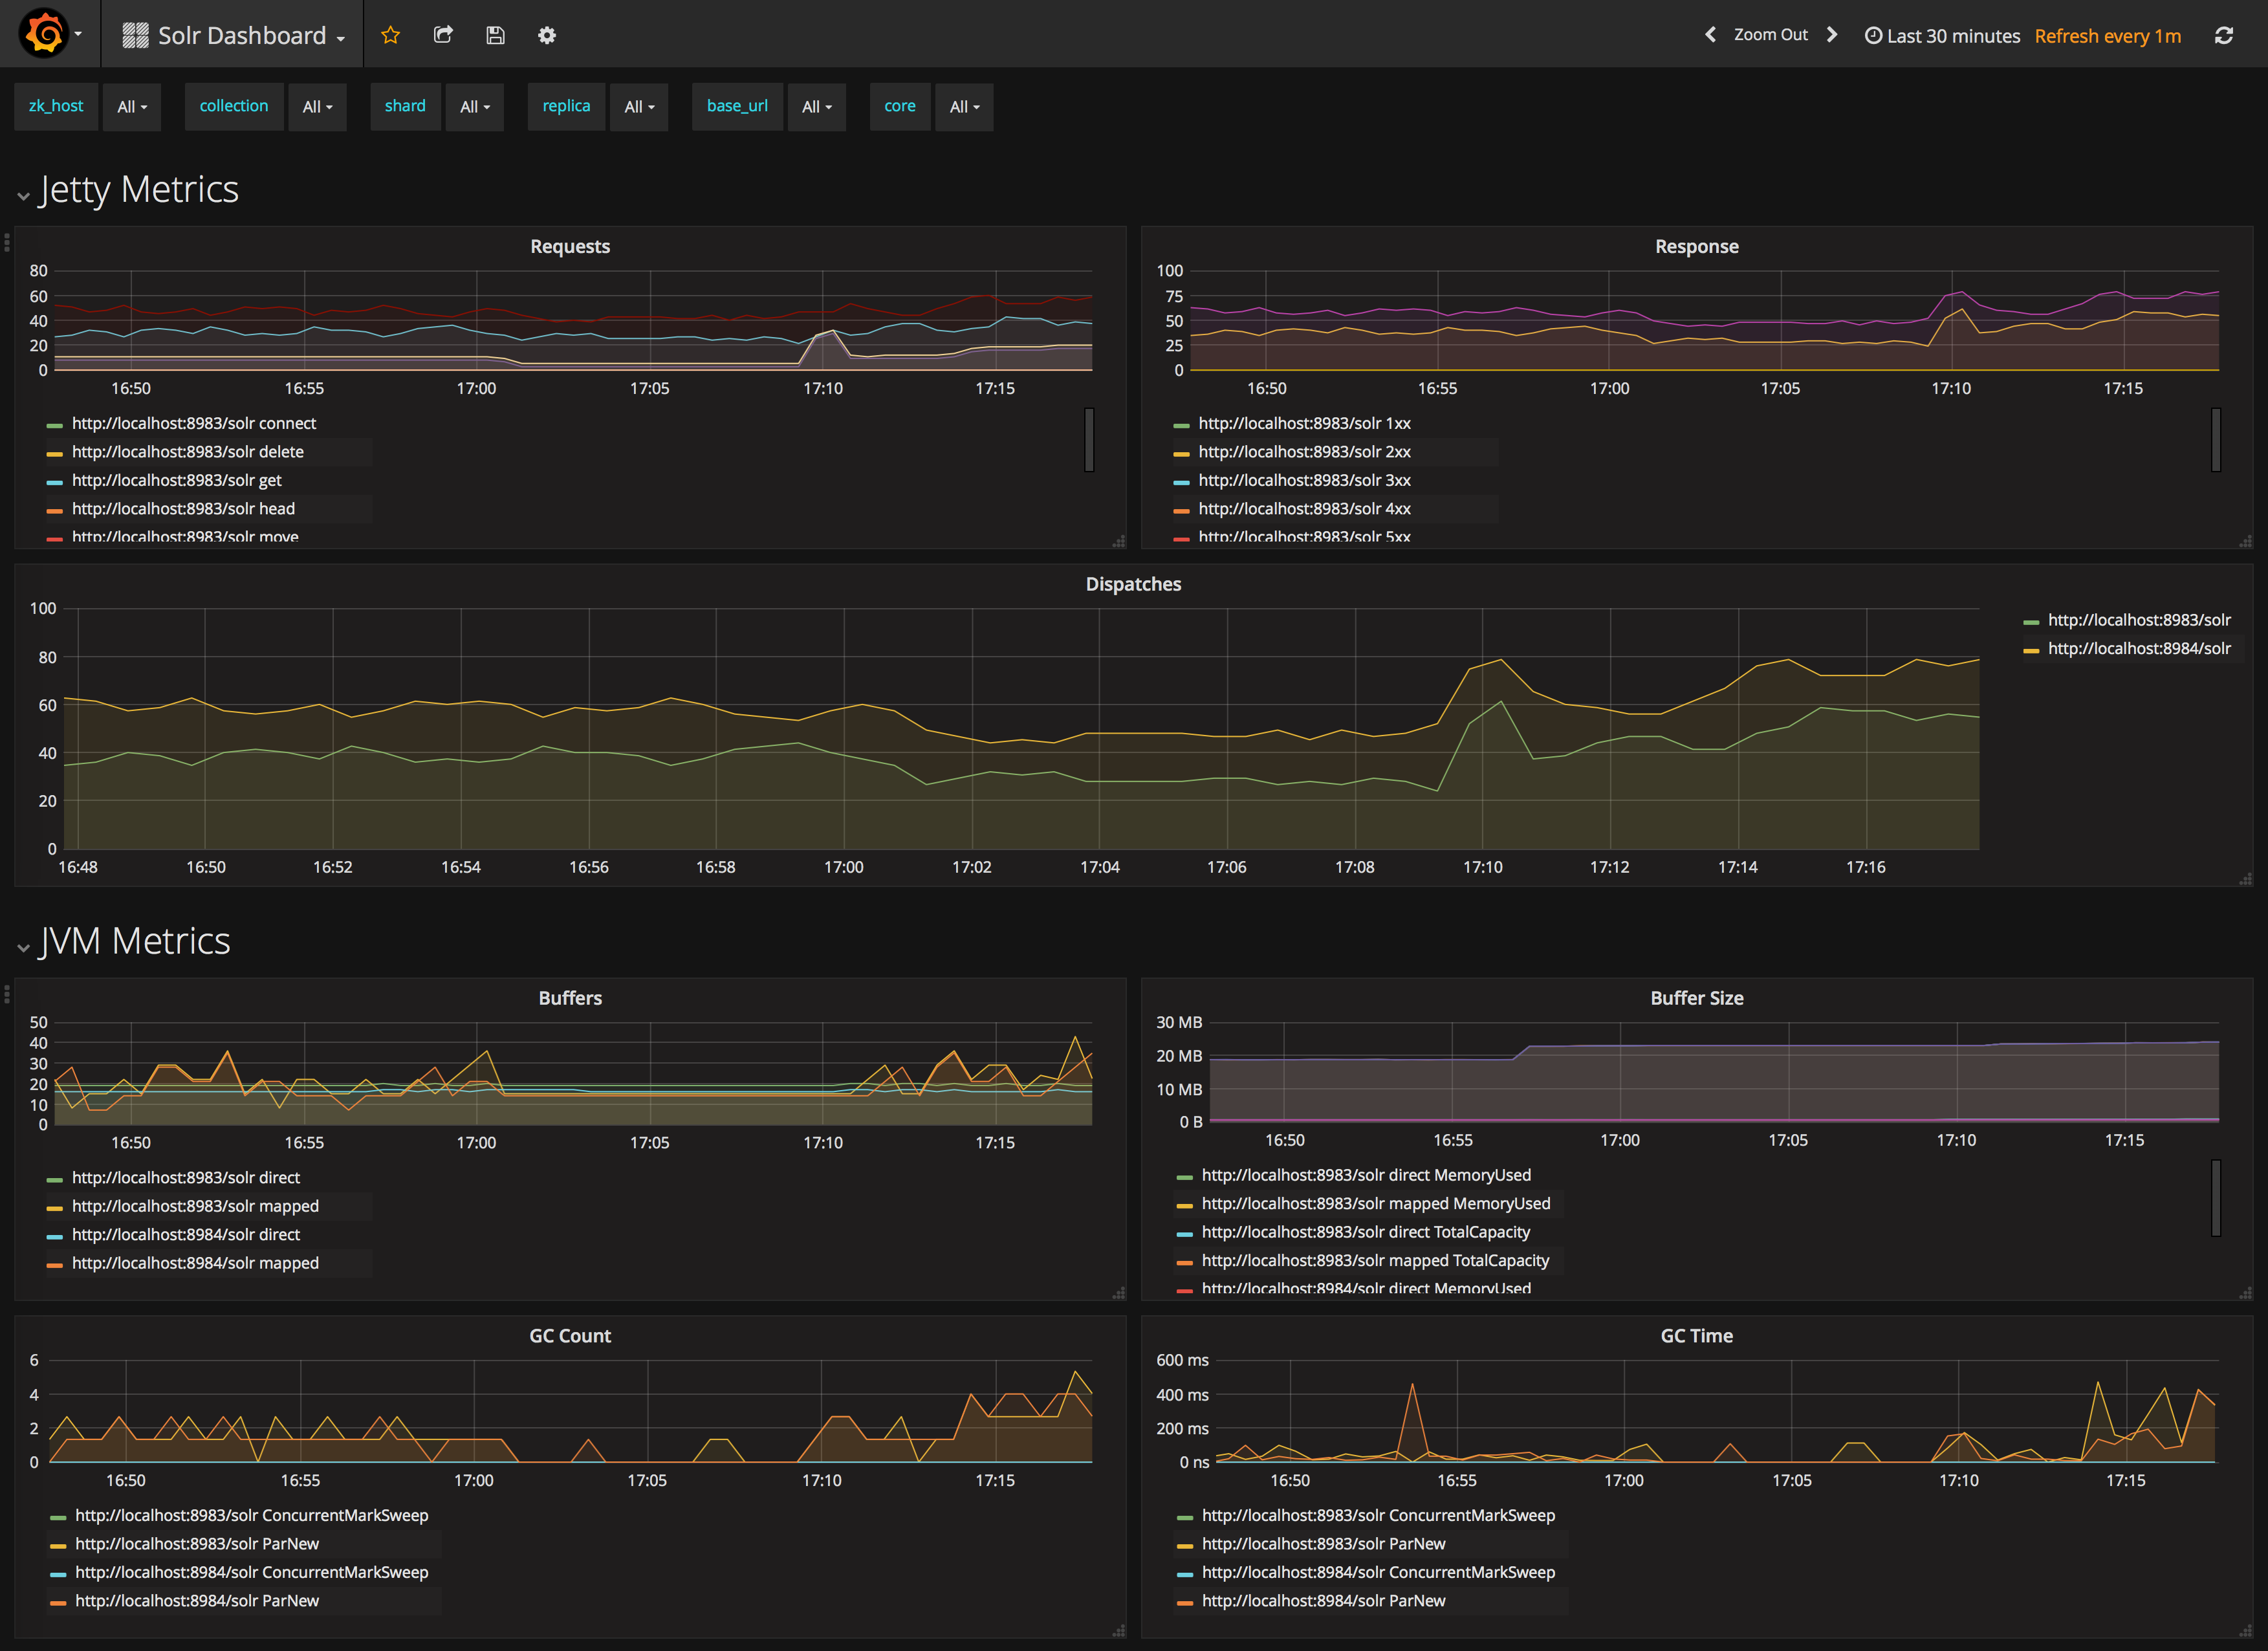 Solr Dashboard
Zoom Out
Last 30 minutes
Refresh every 1m
zk_host All collection All shard All replica All base_url All core All
Jetty Metrics
Requests
80
60
40
20
0
16:50 16:55 17:00 17:05 17:10 17:15
http://localhost:8983/solr connect
http://localhost:8983/solr delete
http://localhost:8983/solr get
http://localhost:8983/solr head
http://localhost:8983/solr move
Response
100
75
50
25
0
16:50 16:55 17:00 17:05 17:10 17:15
http://localhost:8983/solr 1xx
http://localhost:8983/solr 2xx
http://localhost:8983/solr 3xx
http://localhost:8983/solr 4xx
http://localhost:8983/solr 5xx
Dispatches
100
80
60
40
20
0
16:48 16:50 16:52 16:54 16:56 16:58 17:00 17:02 17:04 17:06 17:08 17:10 17:12 17:14 17:16
http://localhost:8983/solr
http://localhost:8984/solr
JVM Metrics
Buffers
50
40
30
20
10
0
16:50 16:55 17:00 17:05 17:10 17:15
http://localhost:8983/solr direct
http://localhost:8983/solr mapped
http://localhost:8984/solr direct
http://localhost:8984/solr mapped
Buffer Size
30 MB
20 MB
10 MB
0 B
16:50 16:55 17:00 17:05 17:10 17:15
http://localhost:8983/solr direct MemoryUsed
http://localhost:8983/solr mapped MemoryUsed
http://localhost:8983/solr direct TotalCapacity
http://localhost:8983/solr mapped TotalCapacity
http://localhost:8984/solr direct MemoryUsed
GC Count
6
4
2
0
16:50 16:55 17:00 17:05 17:10 17:15
http://localhost:8983/solr ConcurrentMarkSweep
http://localhost:8983/solr ParNew
http://localhost:8984/solr ConcurrentMarkSweep
http://localhost:8984/solr ParNew
GC Time
600 ms
400 ms
200 ms
0 ns
16:50 16:55 17:00 17:05 17:10 17:15
http://localhost:8983/solr ConcurrentMarkSweep
http://localhost:8983/solr ParNew
http://localhost:8984/solr ConcurrentMarkSweep
http://localhost:8984/solr ParNew